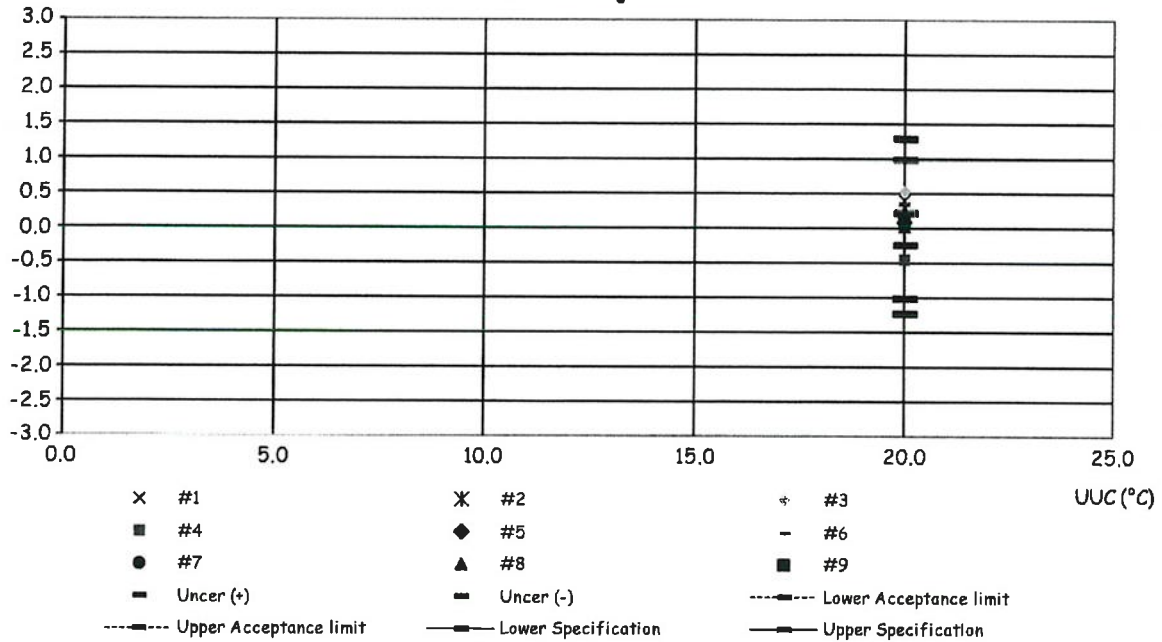 3.0
2.5
2.0
1.5
1.0
0.5
0.0
-0.5
-1.0
-1.5
-2.0
-2.5
-3.0
0.0 5.0 10.0 15.0 20.0 25.0
UUC (°C)
#1 #2 #3
#4 #5 #6
#7 #8 #9
Uncer (+) Uncer (-) Lower Acceptance limit
Upper Acceptance limit Lower Specification Upper Specification